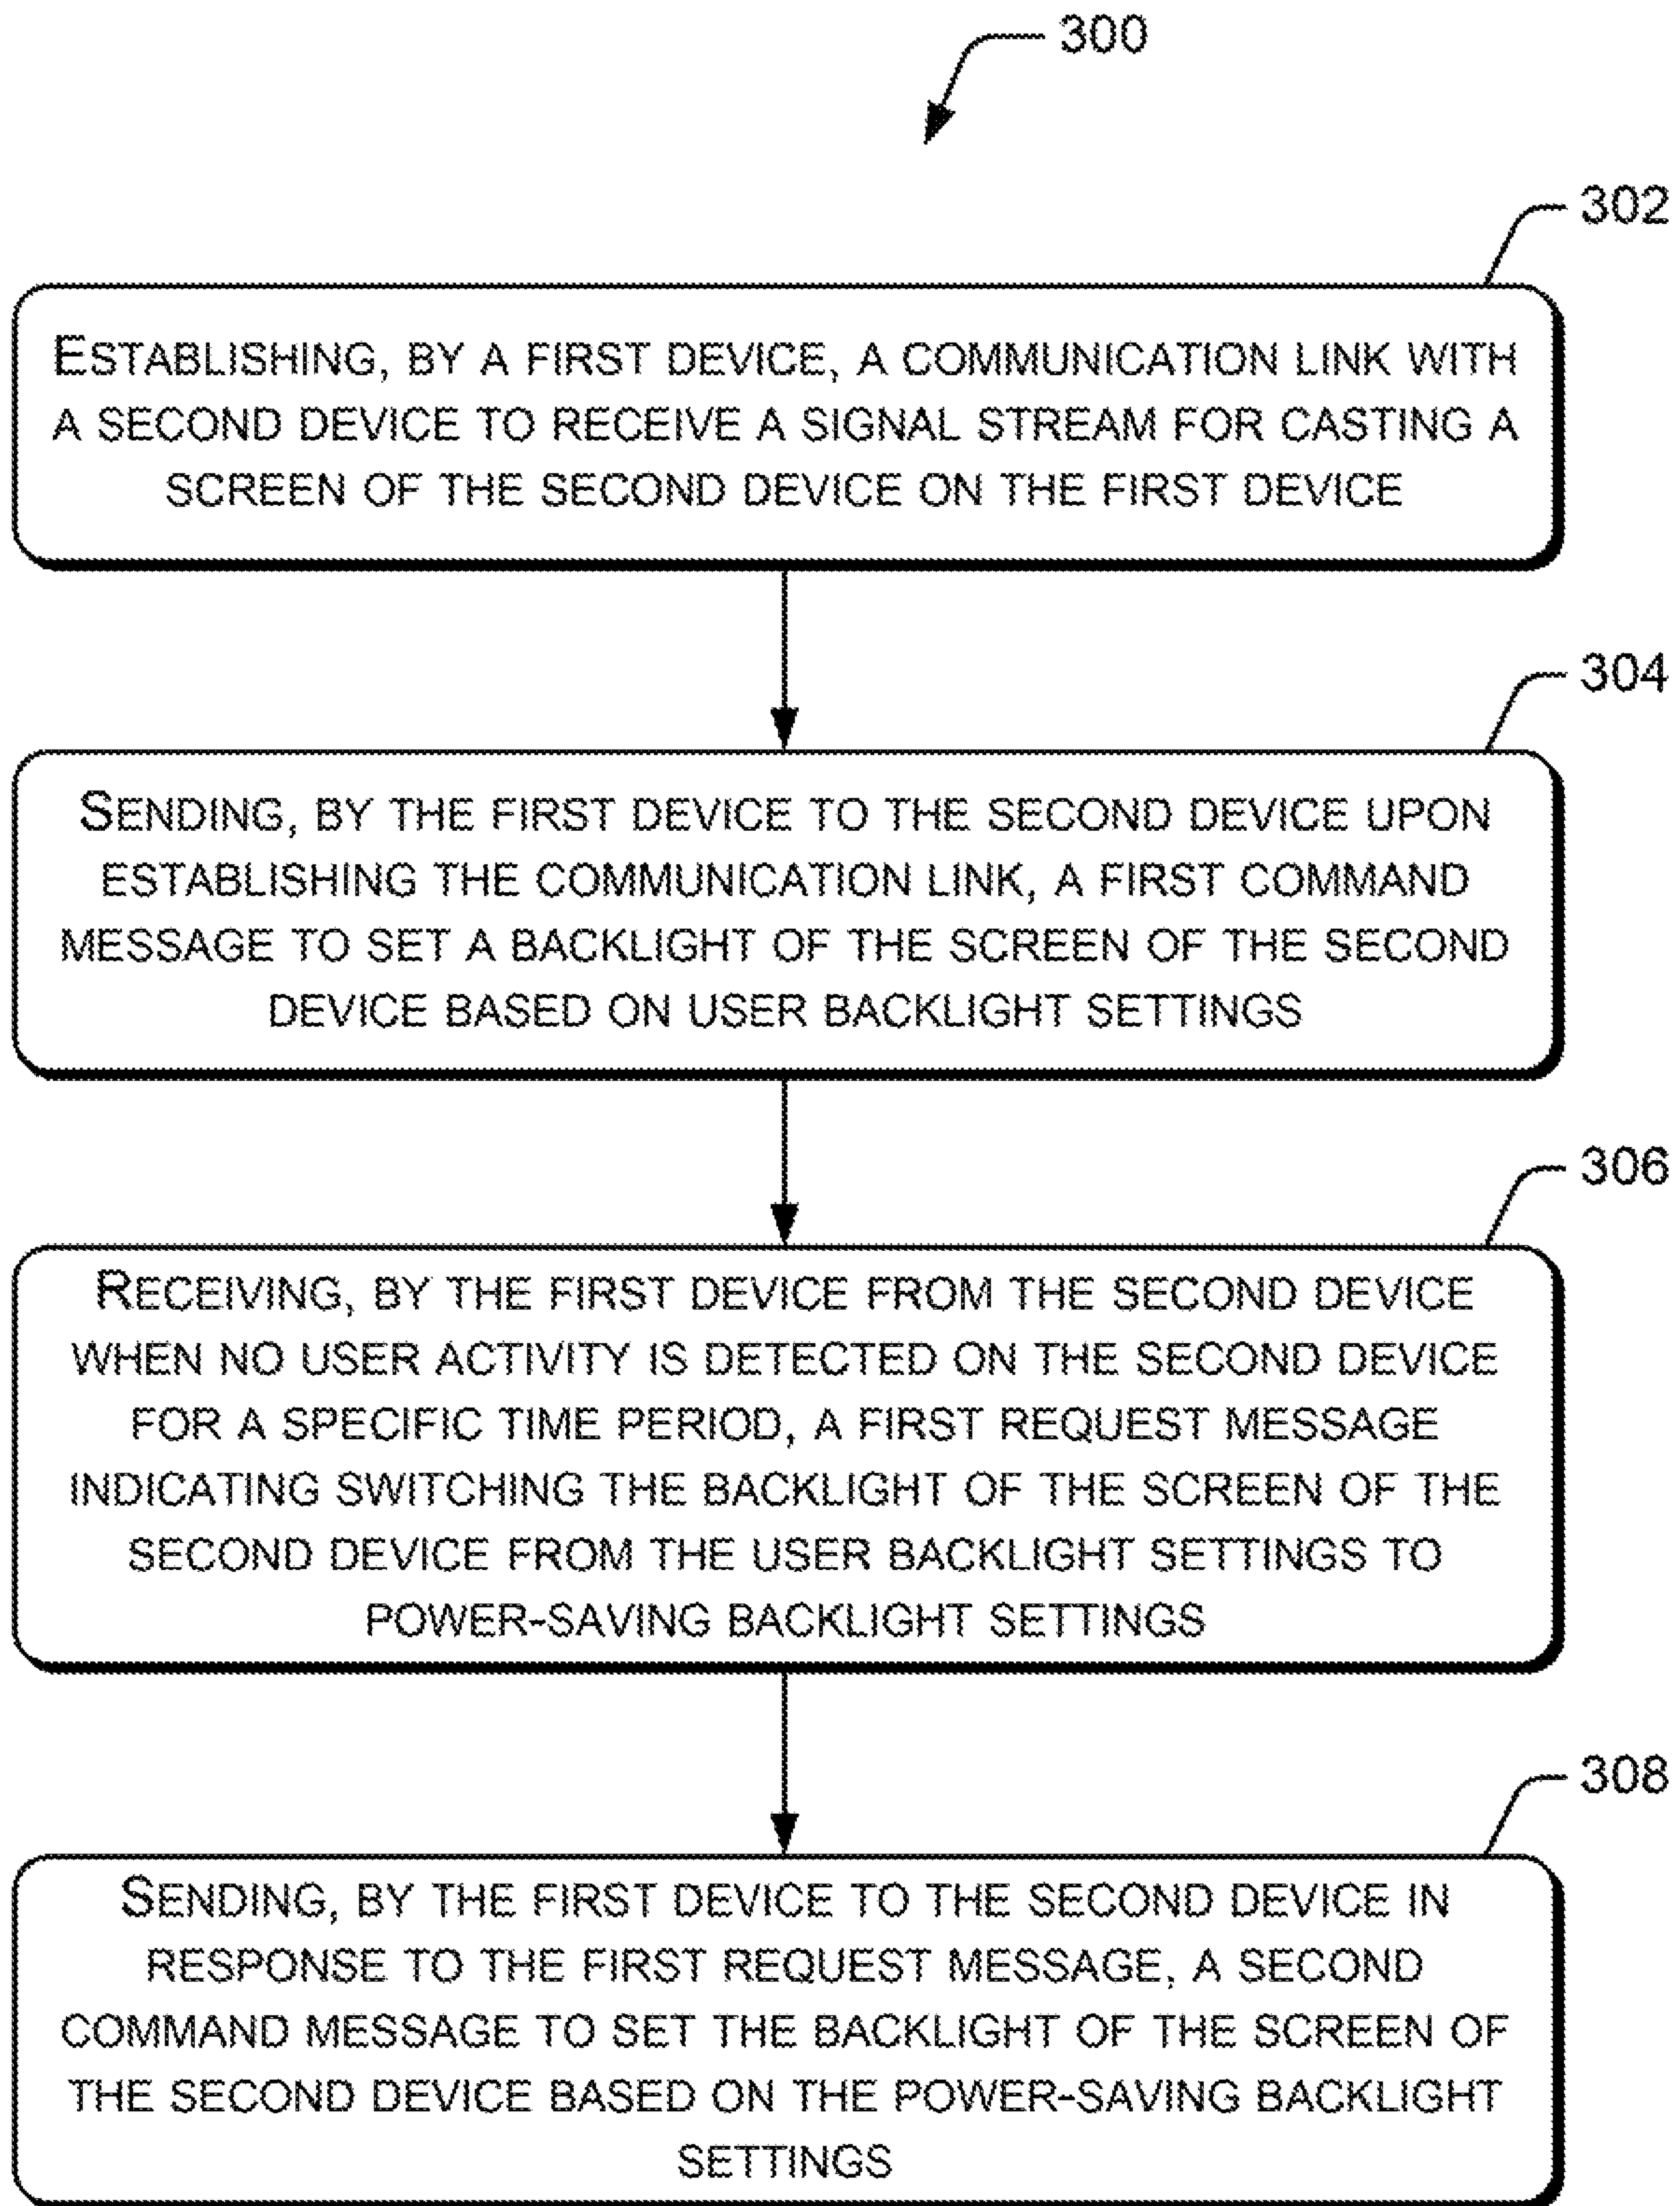 300
302
ESTABLISHING, BY A FIRST DEVICE, A COMMUNICATION LINK WITH
A SECOND DEVICE TO RECEIVE A SIGNAL STREAM FOR CASTING A
SCREEN OF THE SECOND DEVICE ON THE FIRST DEVICE
304
SENDING, BY THE FIRST DEVICE TO THE SECOND DEVICE UPON
ESTABLISHING THE COMMUNICATION LINK, A FIRST COMMAND
MESSAGE TO SET A BACKLIGHT OF THE SCREEN OF THE SECOND
DEVICE BASED ON USER BACKLIGHT SETTINGS
306
RECEIVING, BY THE FIRST DEVICE FROM THE SECOND DEVICE
WHEN NO USER ACTIVITY IS DETECTED ON THE SECOND DEVICE
FOR A SPECIFIC TIME PERIOD, A FIRST REQUEST MESSAGE
INDICATING SWITCHING THE BACKLIGHT OF THE SCREEN OF THE
SECOND DEVICE FROM THE USER BACKLIGHT SETTINGS TO
POWER-SAVING BACKLIGHT SETTINGS
308
SENDING, BY THE FIRST DEVICE TO THE SECOND DEVICE IN
RESPONSE TO THE FIRST REQUEST MESSAGE, A SECOND
COMMAND MESSAGE TO SET THE BACKLIGHT OF THE SCREEN OF
THE SECOND DEVICE BASED ON THE POWER-SAVING BACKLIGHT
SETTINGS